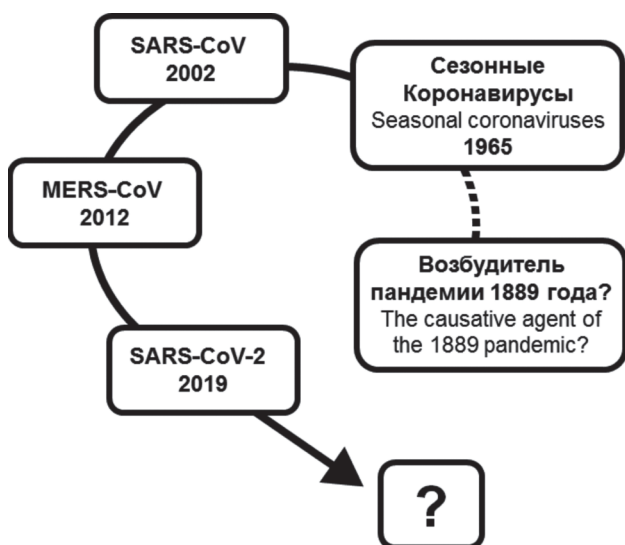 SARS-CoV
2002
Сезонные
Коронавирусы
Seasonal coronaviruses
1965
MERS-CoV
2012
Возбудитель
пандемии 1889 года?
The causative agent of
the 1889 pandemic?
SARS-CoV-2
2019
?